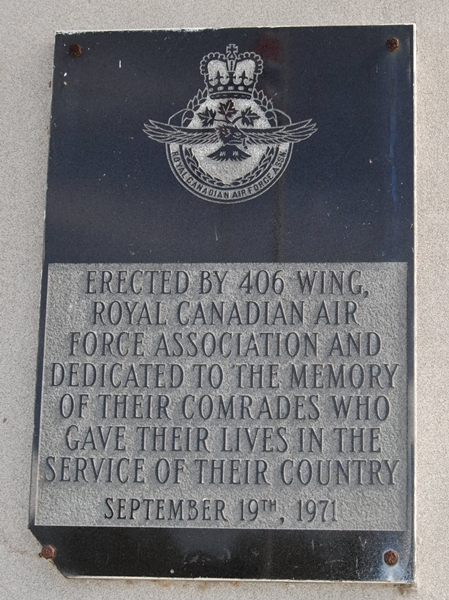 ROYAL CANADIAN AIR FORCE ASSN.
ERECTED BY 406 WING,
ROYAL CANADIAN AIR
FORCE ASSOCIATION AND
DEDICATED TO THE MEMORY
OF THEIR COMRADES WHO
GAVE THEIR LIVES IN THE
SERVICE OF THEIR COUNTRY
SEPTEMBER 19TH, 1971